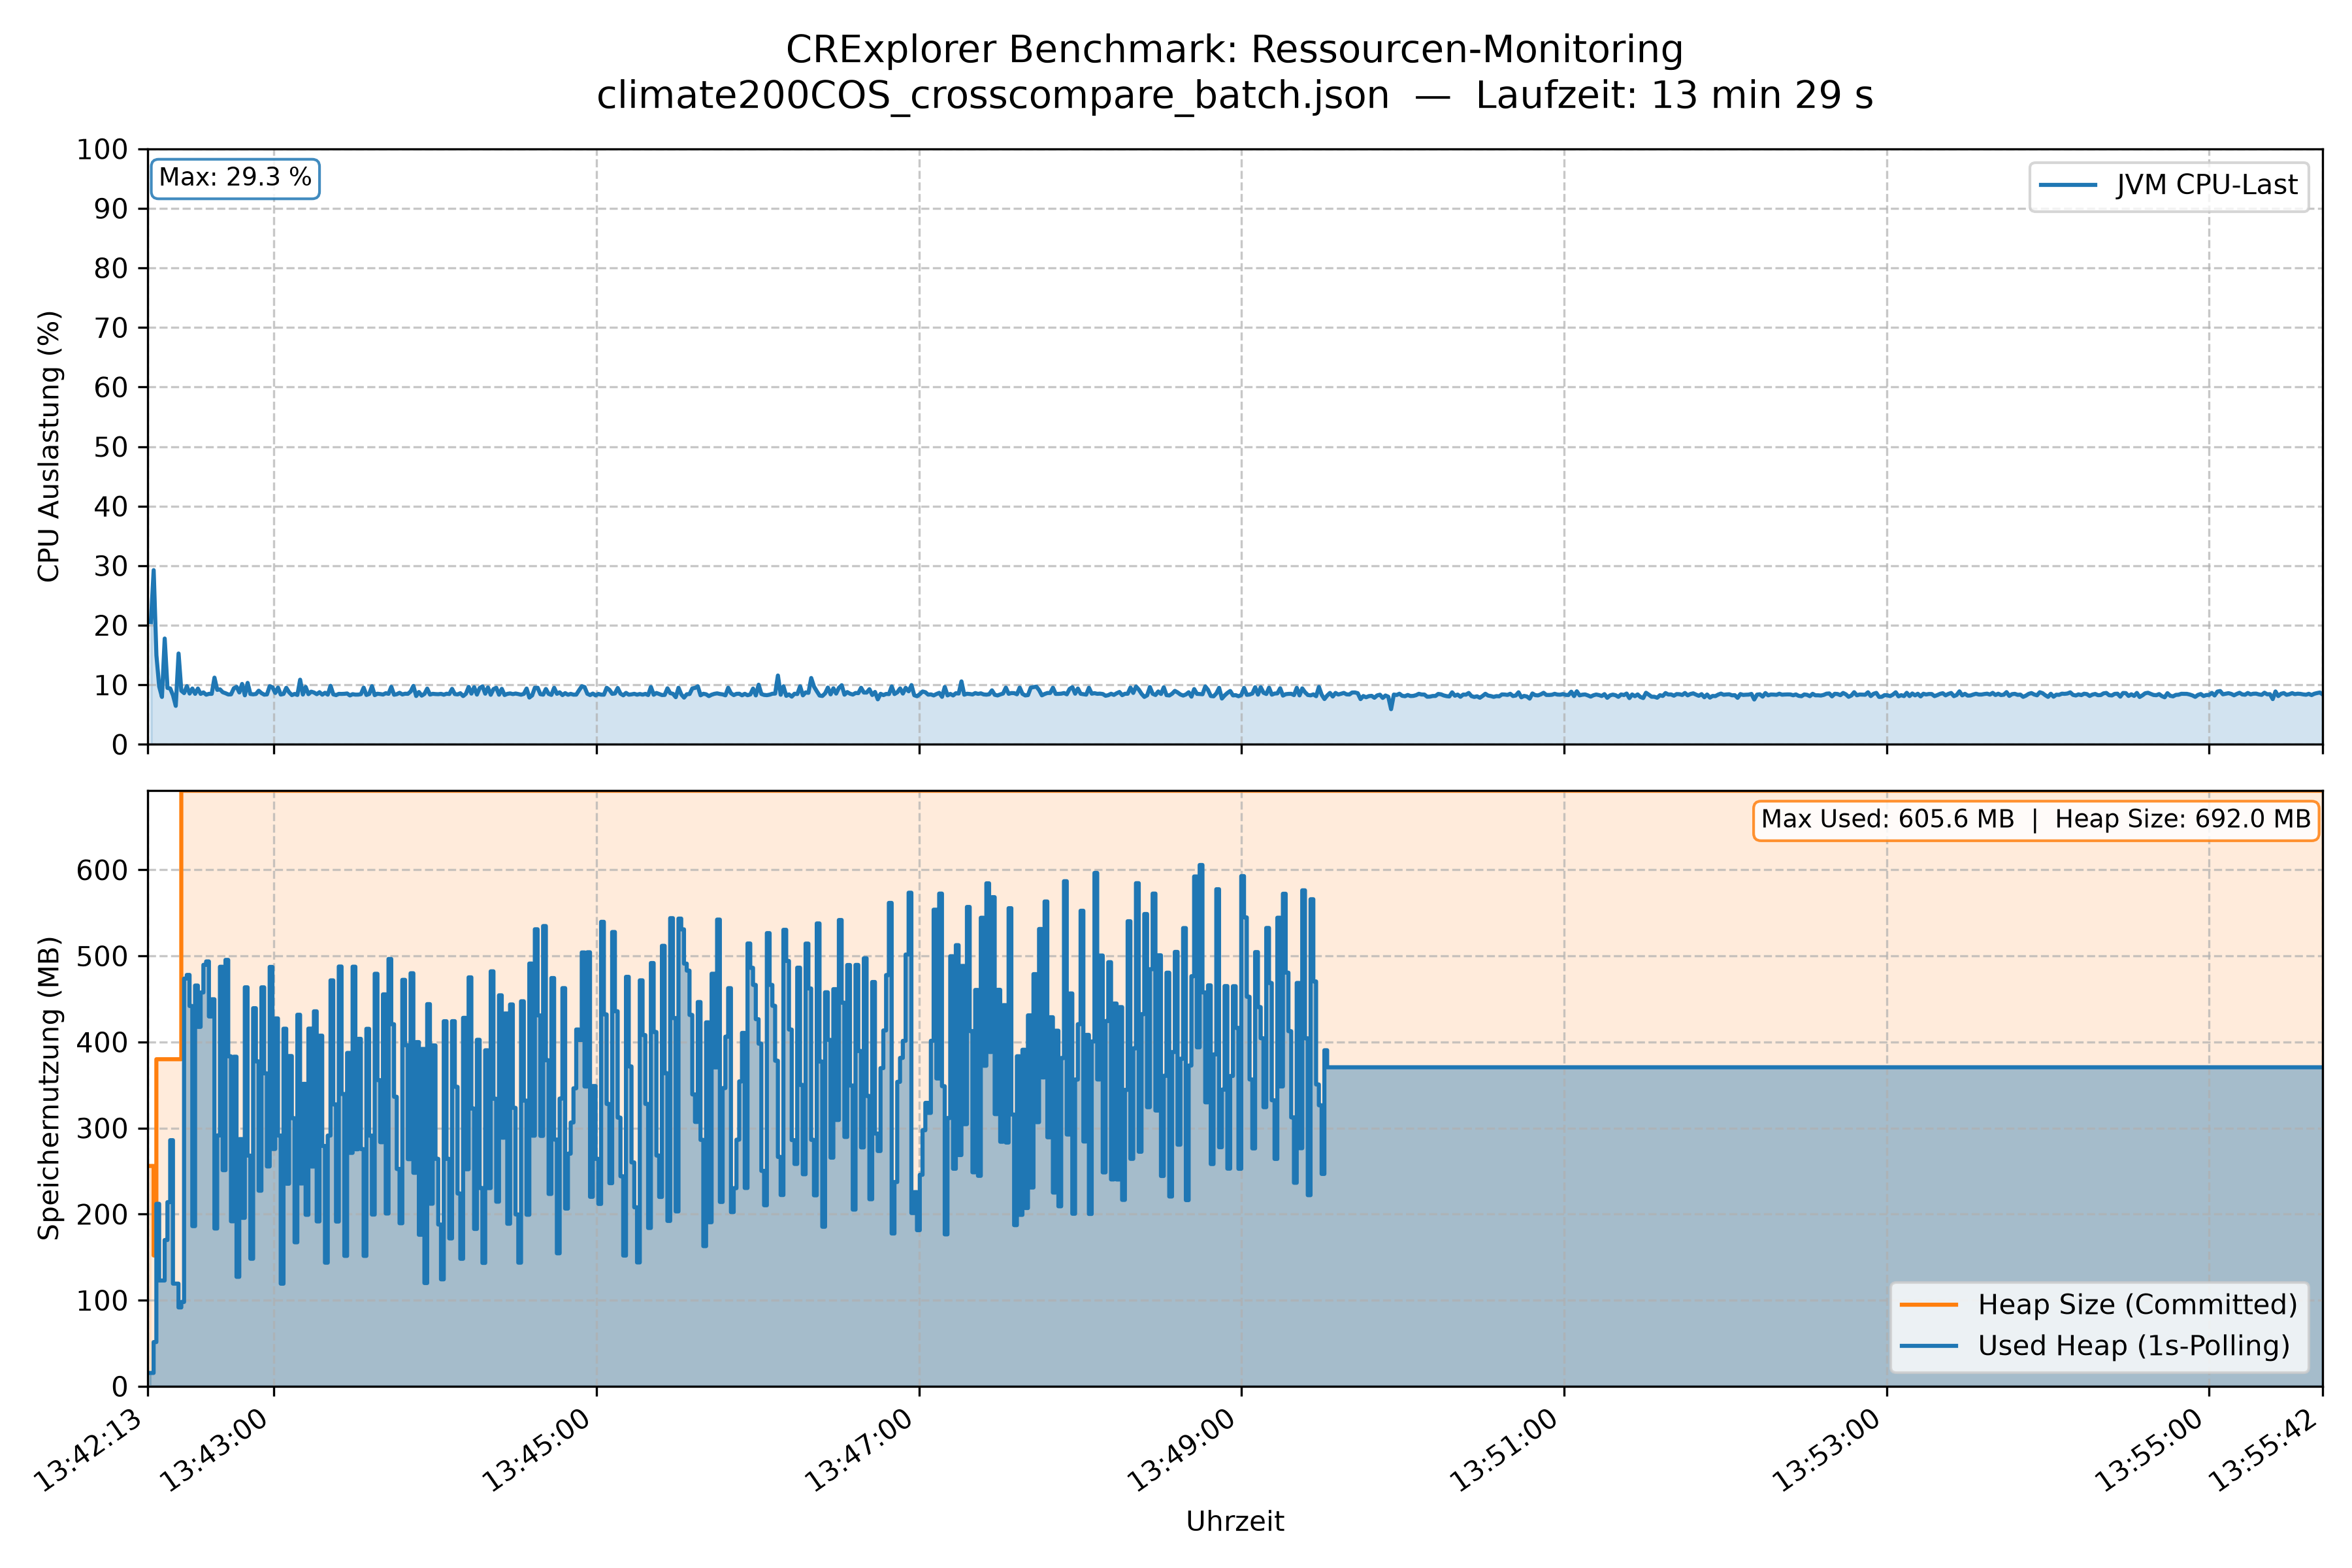 CRExplorer Benchmark: Ressourcen-Monitoring
climate200COS_crosscompare_batch.json — Laufzeit: 13 min 29 s
Max: 29.3 %
JVM CPU-Last
CPU Auslastung (%)
100
90
80
70
60
50
40
30
20
10
0
Max Used: 605.6 MB | Heap Size: 692.0 MB
Speichernutzung (MB)
600
500
400
300
200
100
0
Heap Size (Committed)
Used Heap (1s-Polling)
13:42:13
13:43:00
13:45:00
13:47:00
13:49:00
13:51:00
13:53:00
13:55:00
13:55:42
Uhrzeit